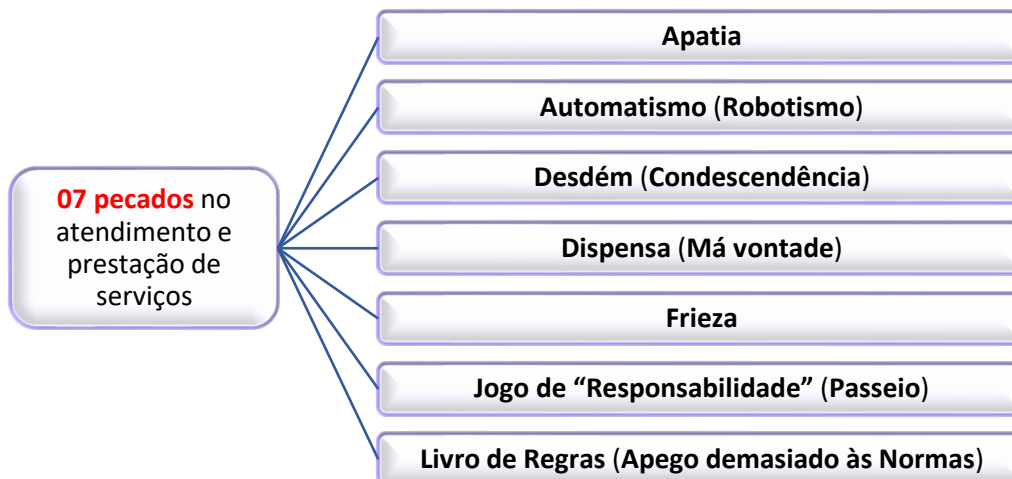 07 pecados no
atendimento e
prestação de
serviços
Apatia
Automatismo (Robotismo)
Desdém (Condescendência)
Dispensa (Má vontade)
Frieza
Jogo de “Responsabilidade” (Passeio)
Livro de Regras (Apego demasiado às Normas)